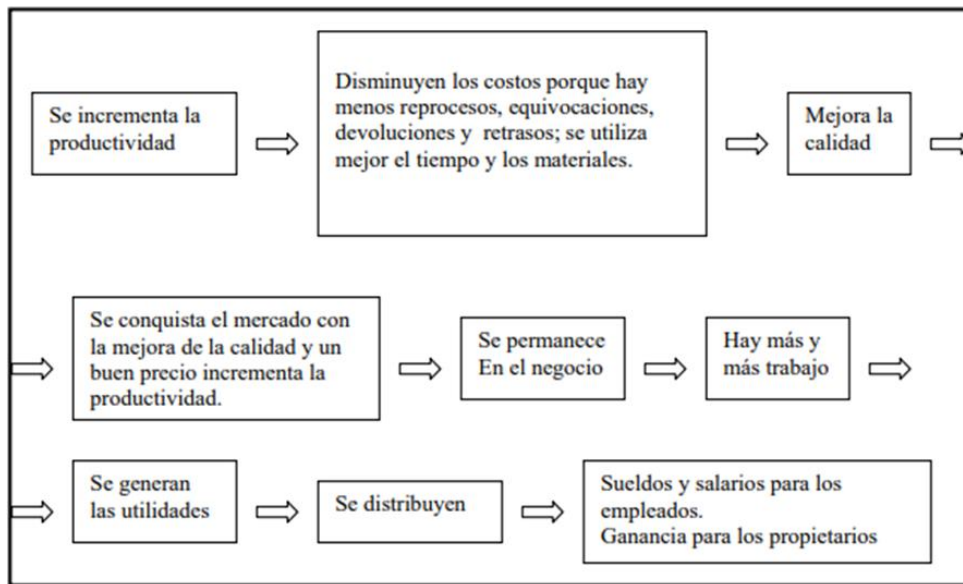 Se incrementa la
productividad
Disminuyen los costos porque hay
menos reprocesos, equivocaciones,
devoluciones y retrasos; se utiliza
mejor el tiempo y los materiales.
Mejora la
calidad
Se conquista el mercado con
la mejora de la calidad y un
buen precio incrementa la
productividad.
Se permanece
En el negocio
Hay más y
más trabajo
Se generan
las utilidades
Se distribuyen
Sueldos y salarios para los
empleados.
Ganancia para los propietarios